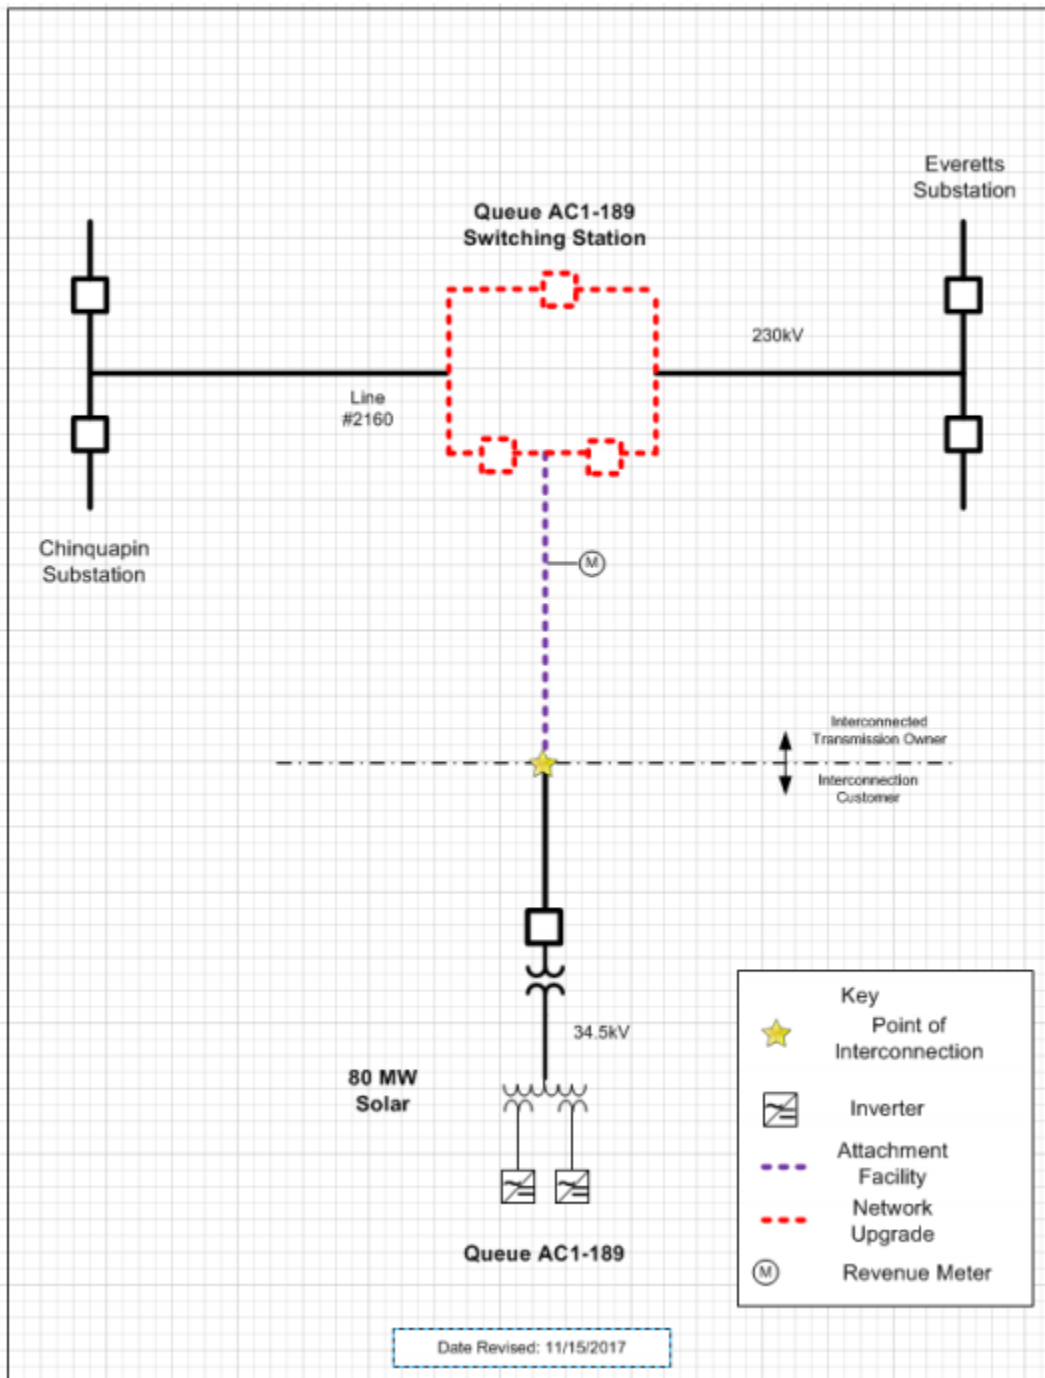 Everetts
Substation
Queue AC1-189
Switching Station
230kV
Line
#2160
Chinquapin
Substation
M
Interconnected
Transmission Owner
Interconnection
Customer
34.5kV
80 MW
Solar
Queue AC1-189
Key
Point of
Interconnection
Inverter
Attachment
Facility
Network
Upgrade
M
Revenue Meter
Date Revised: 11/15/2017